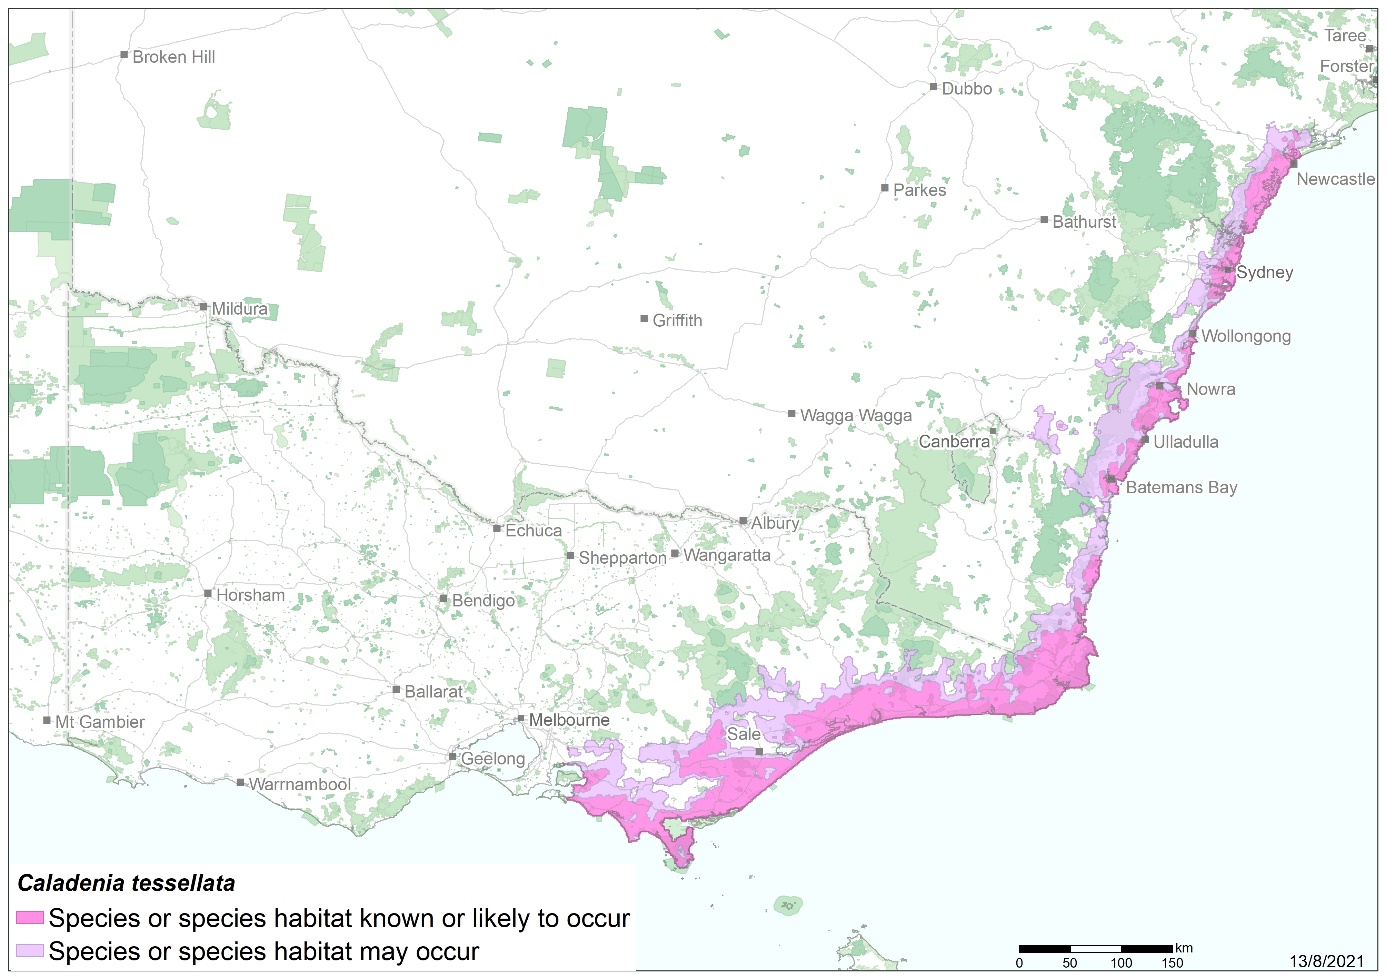 Taree
Broken Hill
Forster
Dubbo
Newcastle
Parkes
Bathurst
Sydney
Mildura
Griffith
Wollongong
Nowra
Wagga Wagga
Canberra
Ulladulla
Batemans Bay
Echuca
Albury
Shepparton
Wangaratta
Horsham
Bendigo
Ballarat
Mt Gambier
Melbourne
Sale
Geelong
Warrnambool
Caladenia tessellata
Species or species habitat known or likely to occur
Species or species habitat may occur
km
0 50 100 150
13/8/2021